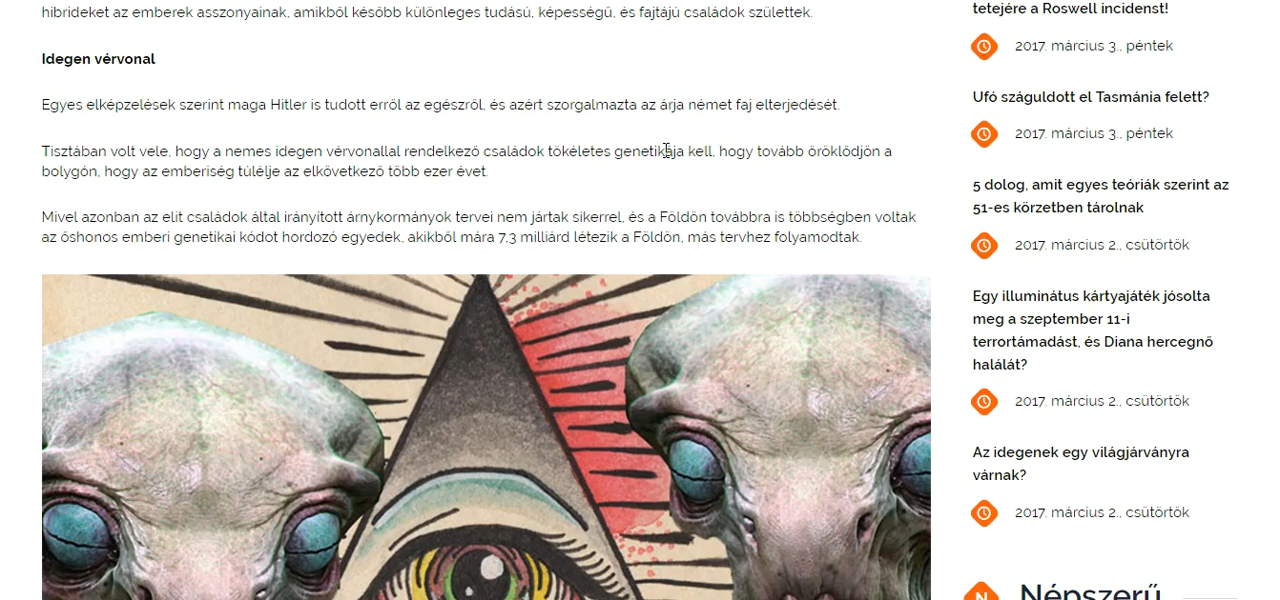 hibrideket az emberek asszonyainak, amikből később különleges tudású, képességű, és fajtájú családok születtek.
Idegen vérvonal
Egyes elképzelések szerint maga Hitler is tudott erről az egészről, és azért szorgalmazta az árja német faj elterjedését.
Tisztában volt vele, hogy a nemes idegen vérvonallal rendelkező családok tökéletes genetikája kell, hogy tovább öröklődjön a
bolygón, hogy az emberiség túlélje az elkövetkező több ezer évet.
Mivel azonban az elit családok által irányított árnykormányok tervei nem jártak sikerrel, és a Földön továbbra is többségben voltak
az őshonos emberi genetikai kódot hordozó egyedek, akikből mára 7,3 milliárd létezik a Földön, más tervhez folyamodtak.
tetejére a Roswell incidenst!
2017. március 3., péntek
Ufó száguldott el Tasmánia felett?
2017. március 3., péntek
5 dolog, amit egyes teóriák szerint az
51-es körzetben tárolnak
2017. március 2., csütörtök
Egy illuminátus kártyajáték jósolta
meg a szeptember 11-i
terrortámadást, és Diana hercegnő
halálát?
2017. március 2., csütörtök
Az idegenek egy világjárványra
várnak?
2017. március 2., csütörtök
N Népszerű